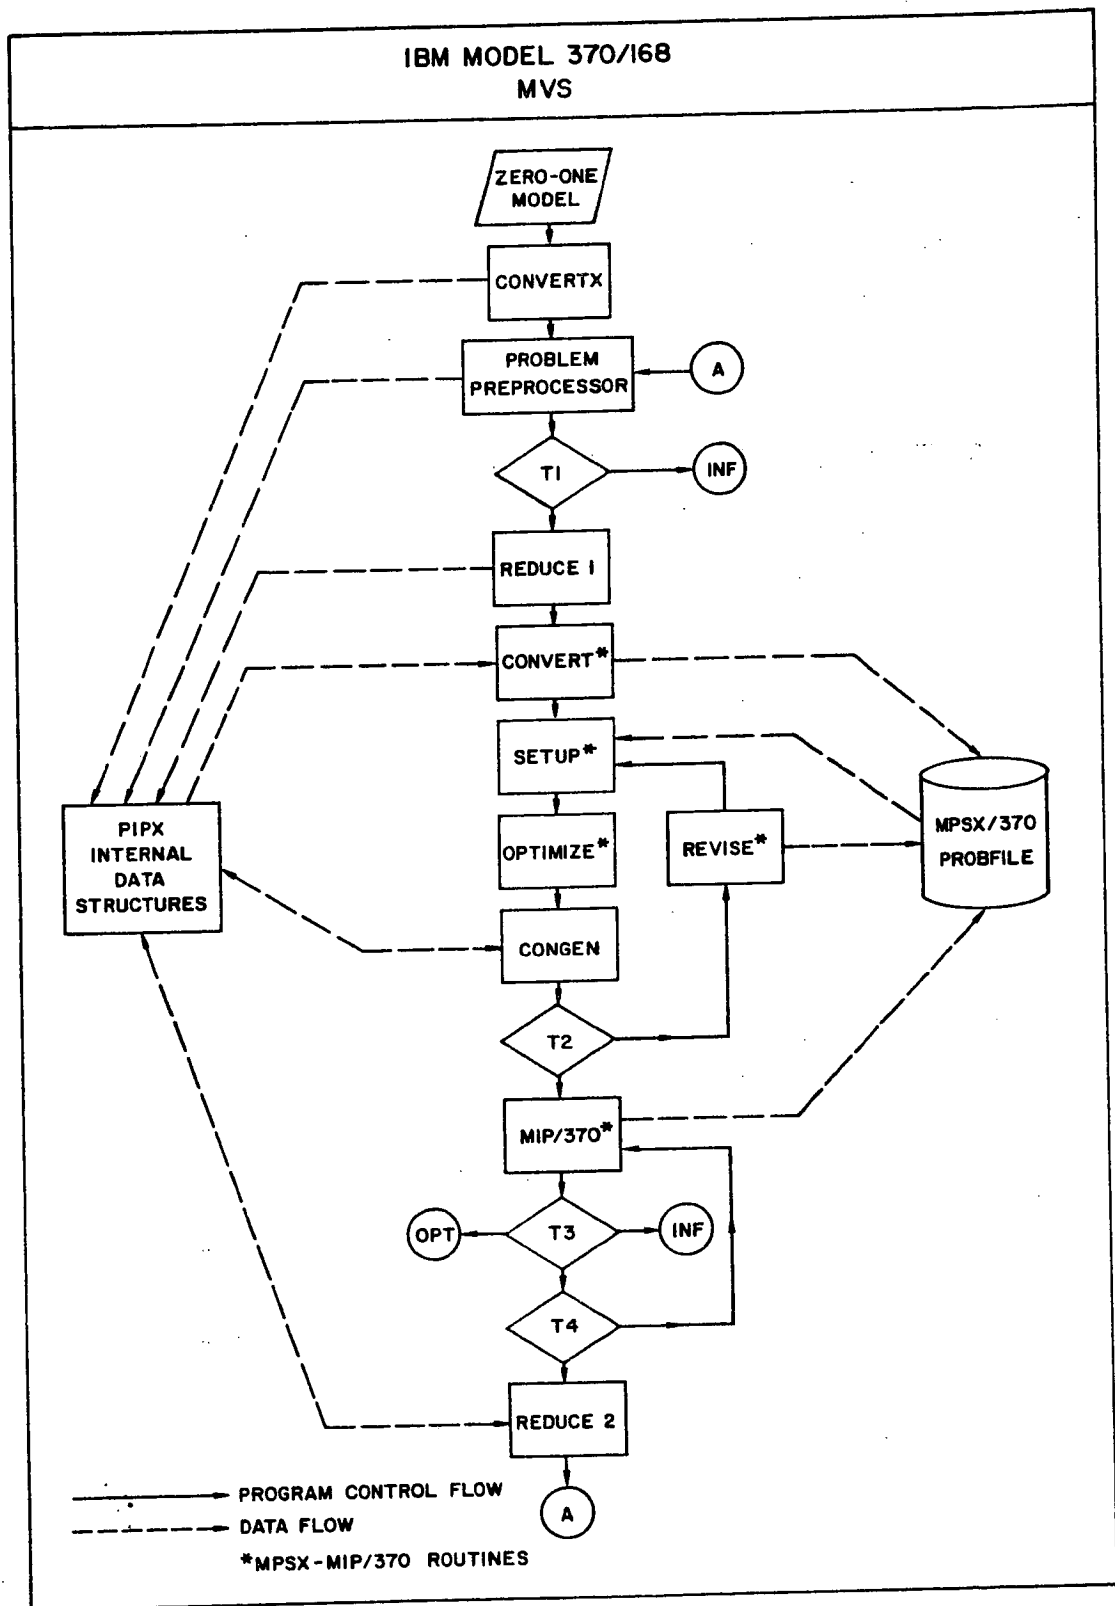 IBM MODEL 370/168
MVS
ZERO-ONE
MODEL
CONVERTX
PROBLEM
PREPROCESSOR
A
T1
INF
REDUCE 1
CONVERT*
SETUP*
PIPX
INTERNAL
DATA
STRUCTURES
OPTIMIZE*
REVISE*
MPSX/370
PROBFILE
CONGEN
T2
MIP/370*
OPT
T3
INF
T4
REDUCE 2
PROGRAM CONTROL FLOW
A
DATA FLOW
*MPSX-MIP/370 ROUTINES